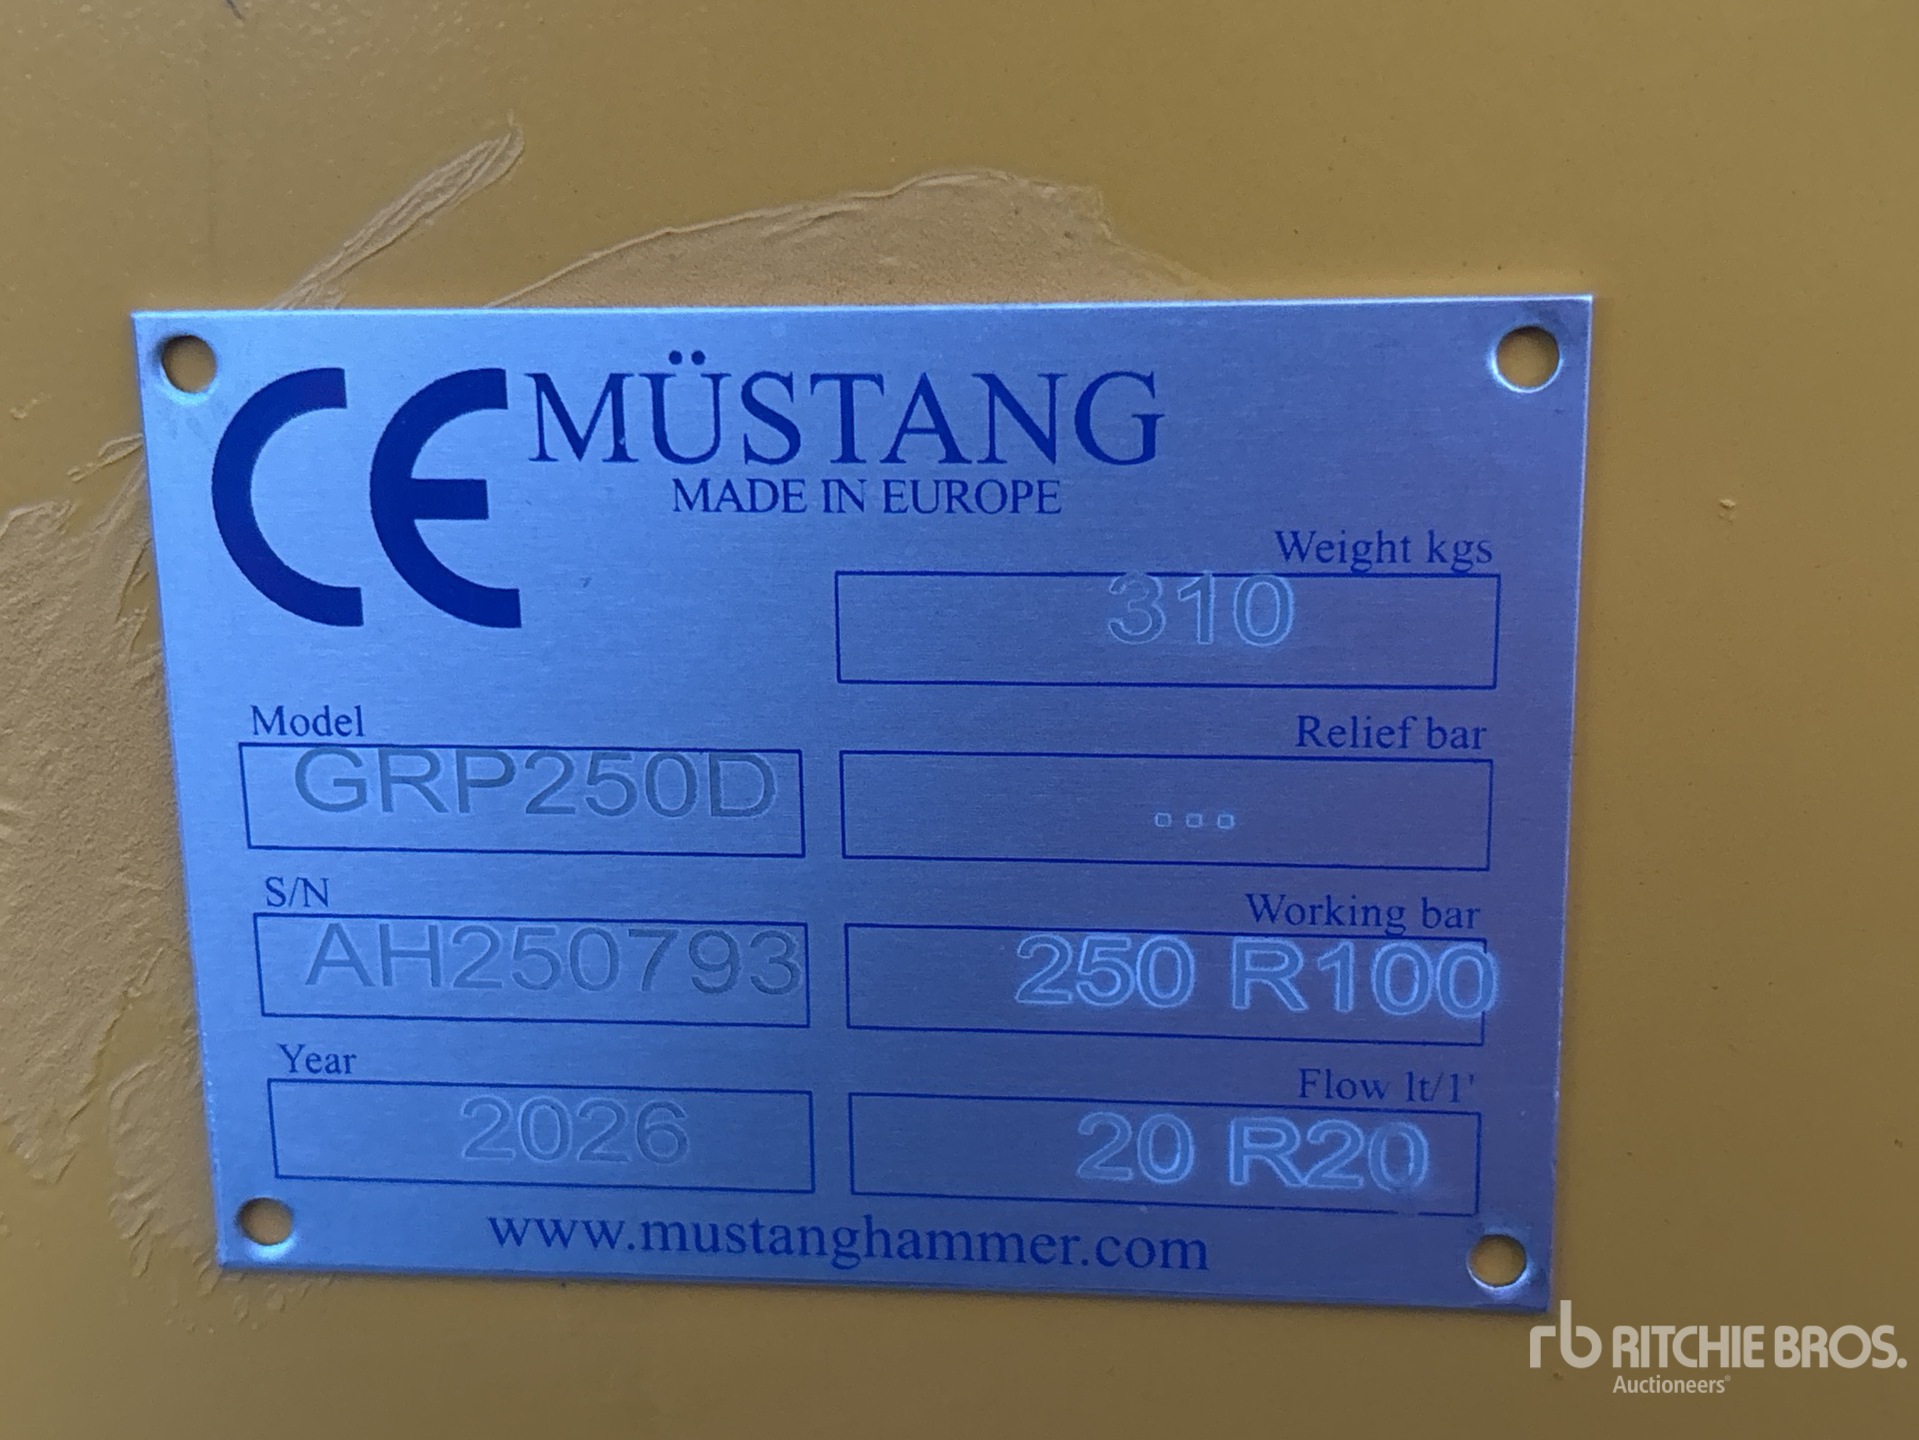 CE MÜSTANG
MADE IN EUROPE
Weight kgs
310
Model
GRP250D
Relief bar
...
S/N
AH250793
Working bar
250 R100
Year
2026
Flow lt/1'
20 R20
www.mustanghammer.com
rb RITCHIE BROS.
Auctioneers®